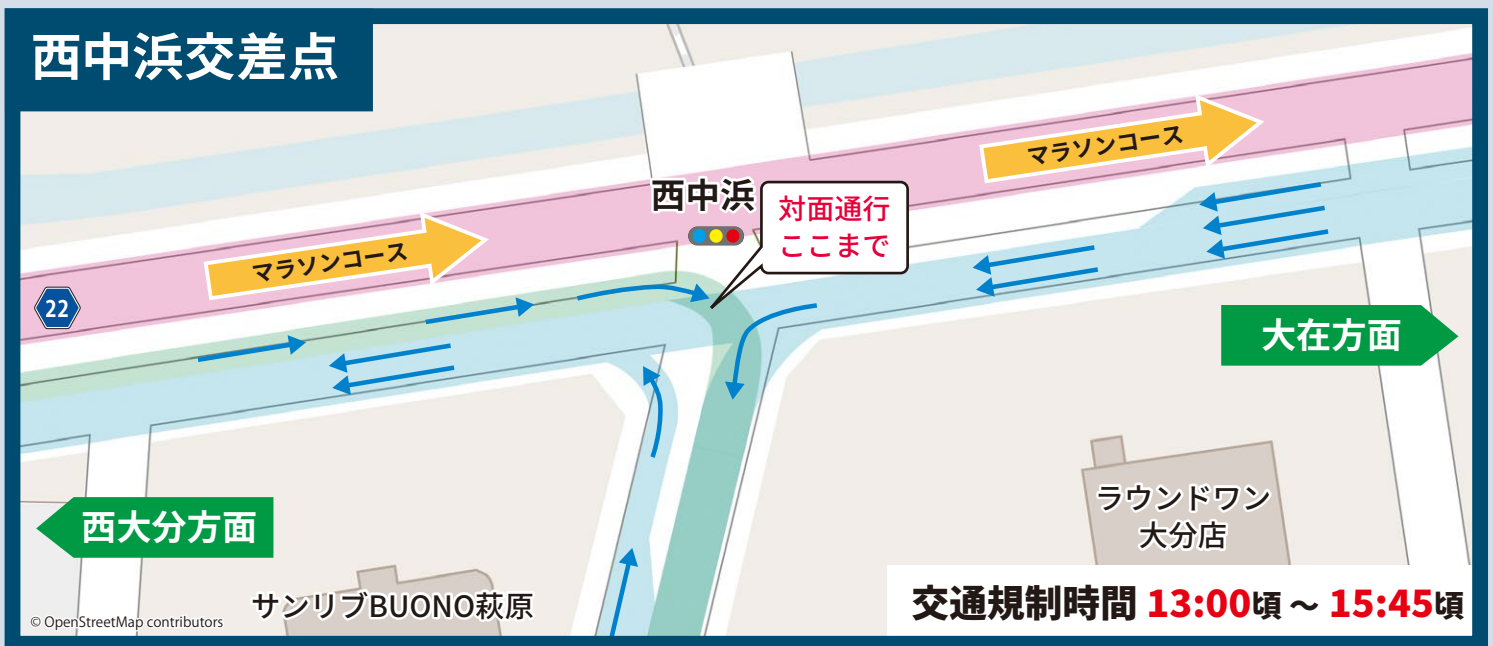 西中浜交差点
マラソンコース
西中浜
対面通行
ここまで
マラソンコース
22
大在方面
西大分方面
ラウンドワン
大分店
サンリブBUONO萩原
交通規制時間 13:00頃 ~ 15:45頃
© OpenStreetMap contributors